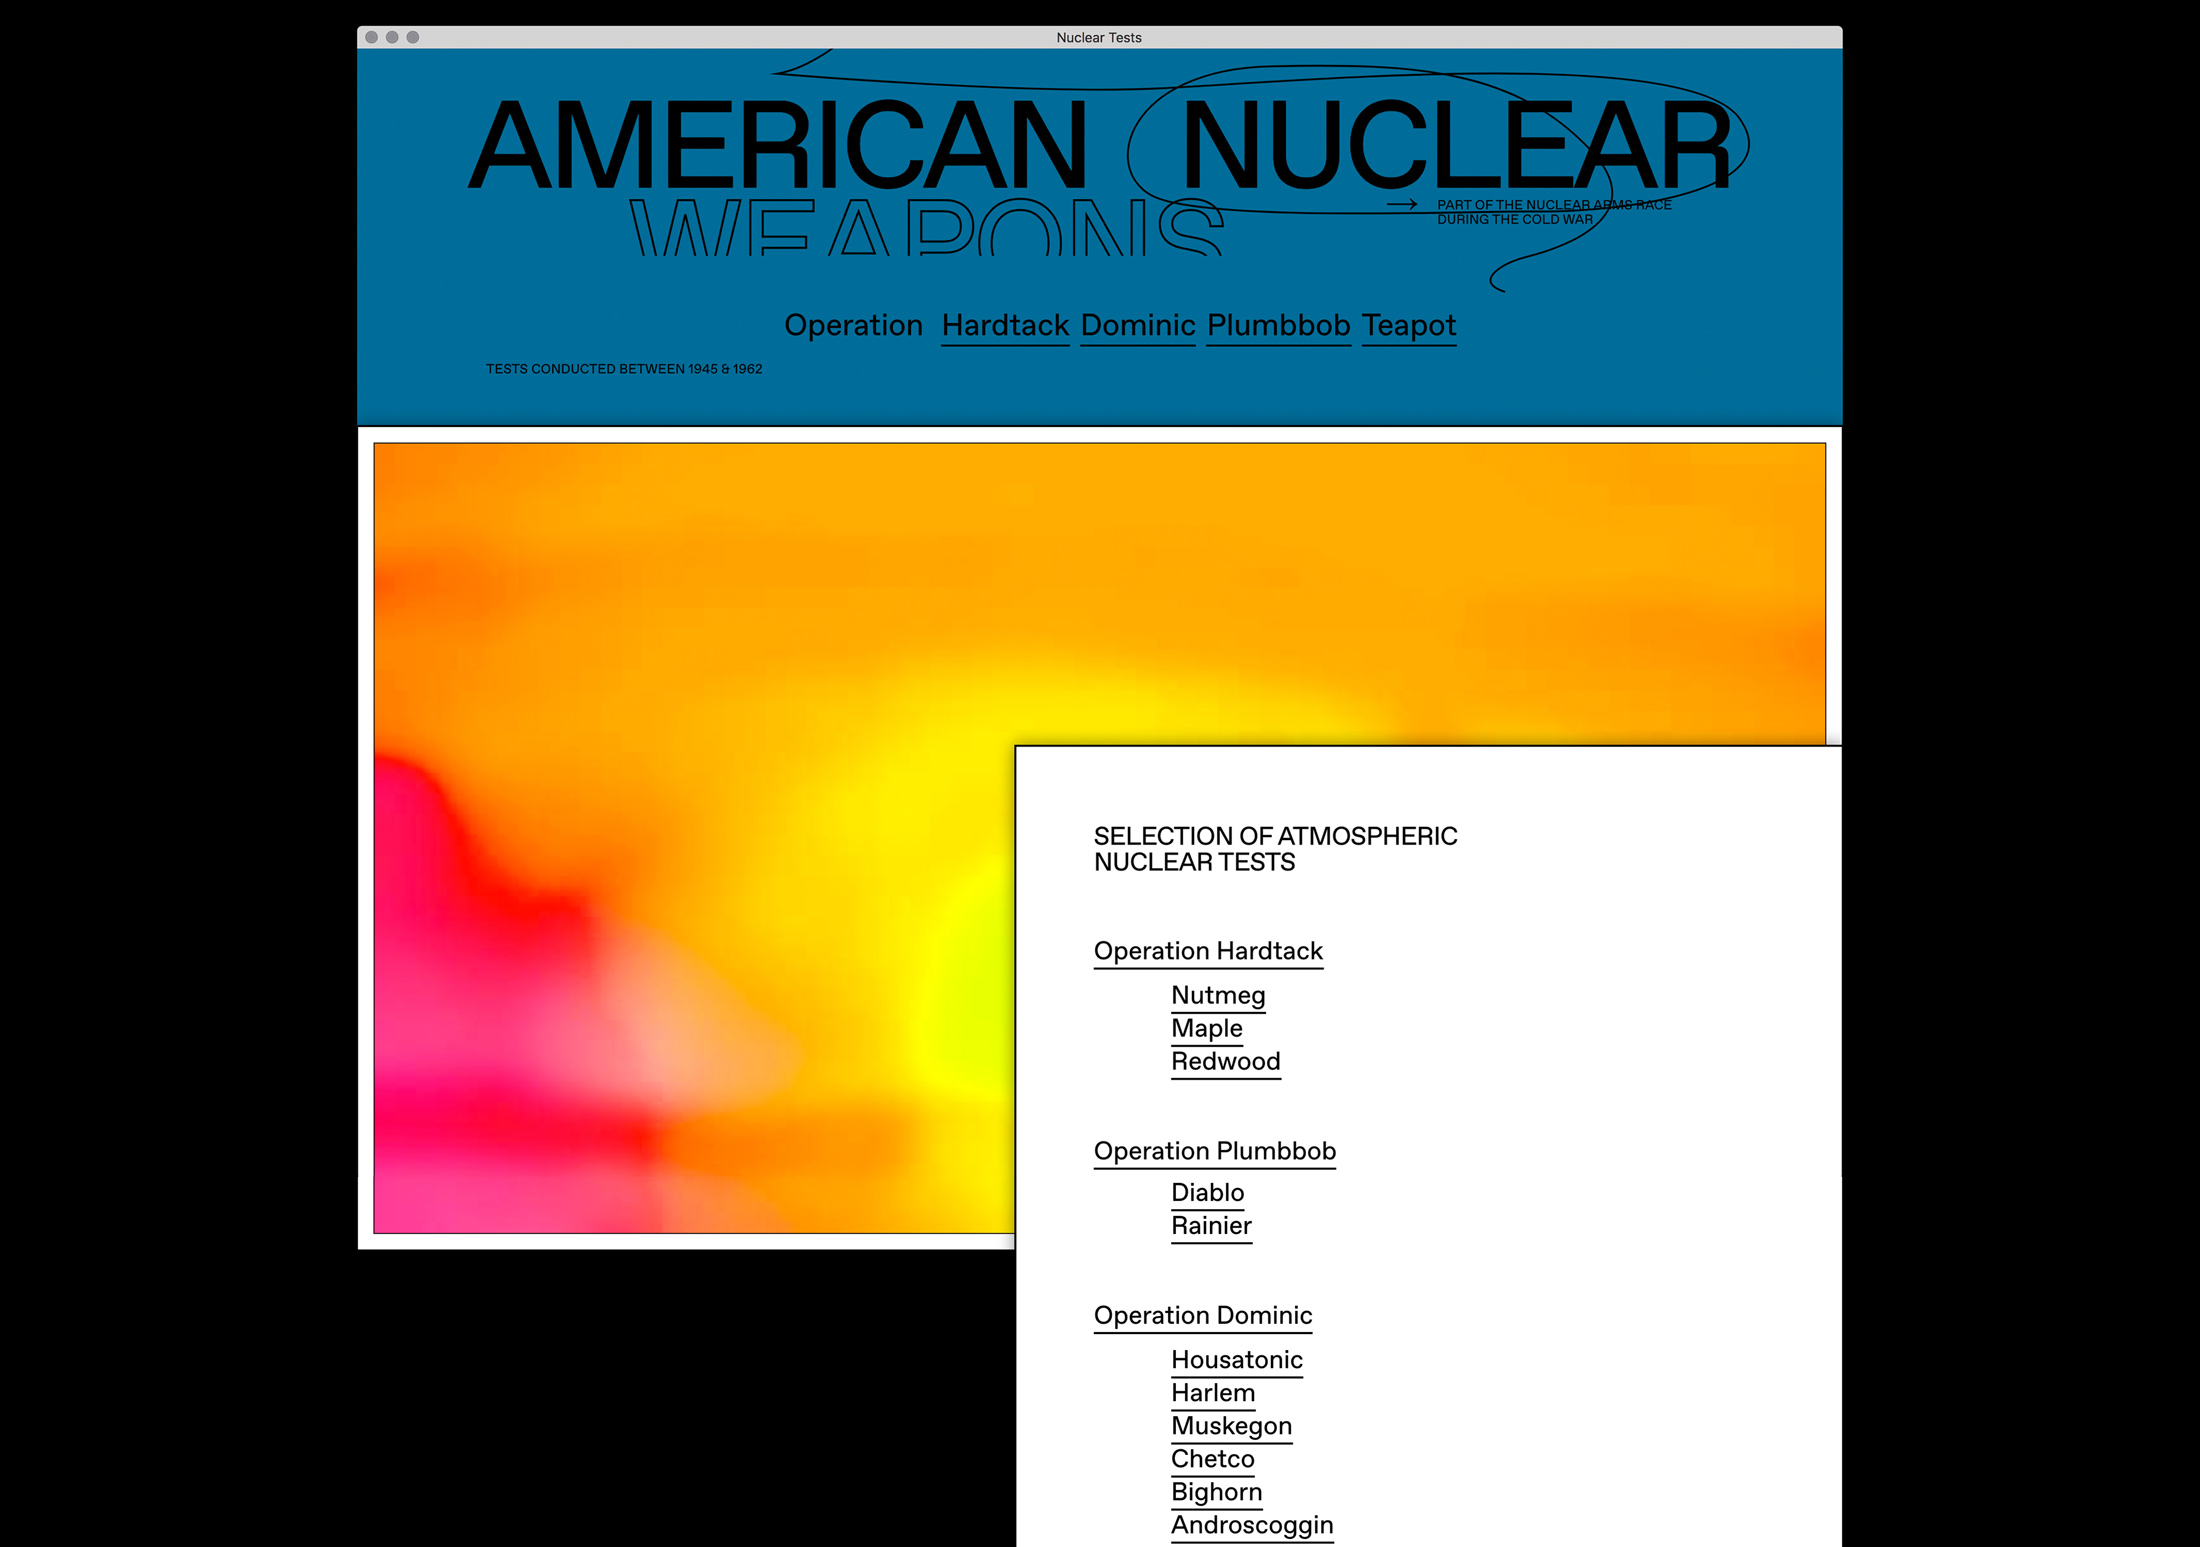 Nuclear Tests
AMERICAN NUCLEAR
WEAPONS
→ PART OF THE NUCLEAR ARMS RACE
DURING THE COLD WAR
Operation Hardtack Dominic Plumbbob Teapot
TESTS CONDUCTED BETWEEN 1945 & 1962
SELECTION OF ATMOSPHERIC
NUCLEAR TESTS
Operation Hardtack
Nutmeg
Maple
Redwood
Operation Plumbbob
Diablo
Rainier
Operation Dominic
Housatonic
Harlem
Muskegon
Chetco
Bighorn
Androscoggin